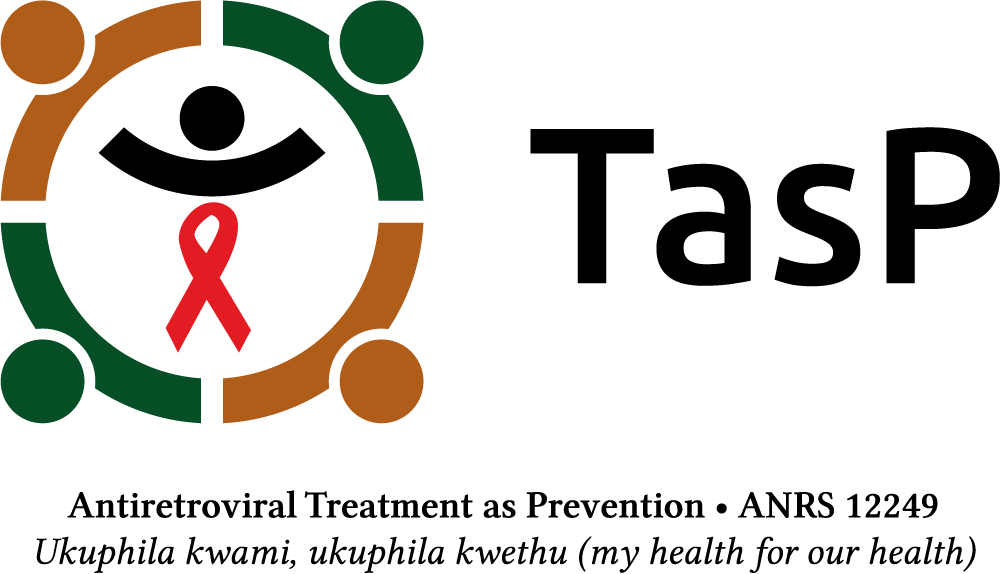 TasP
Antiretroviral Treatment as Prevention • ANRS 12249
Ukuphila kwami, ukuphila kwethu (my health for our health)